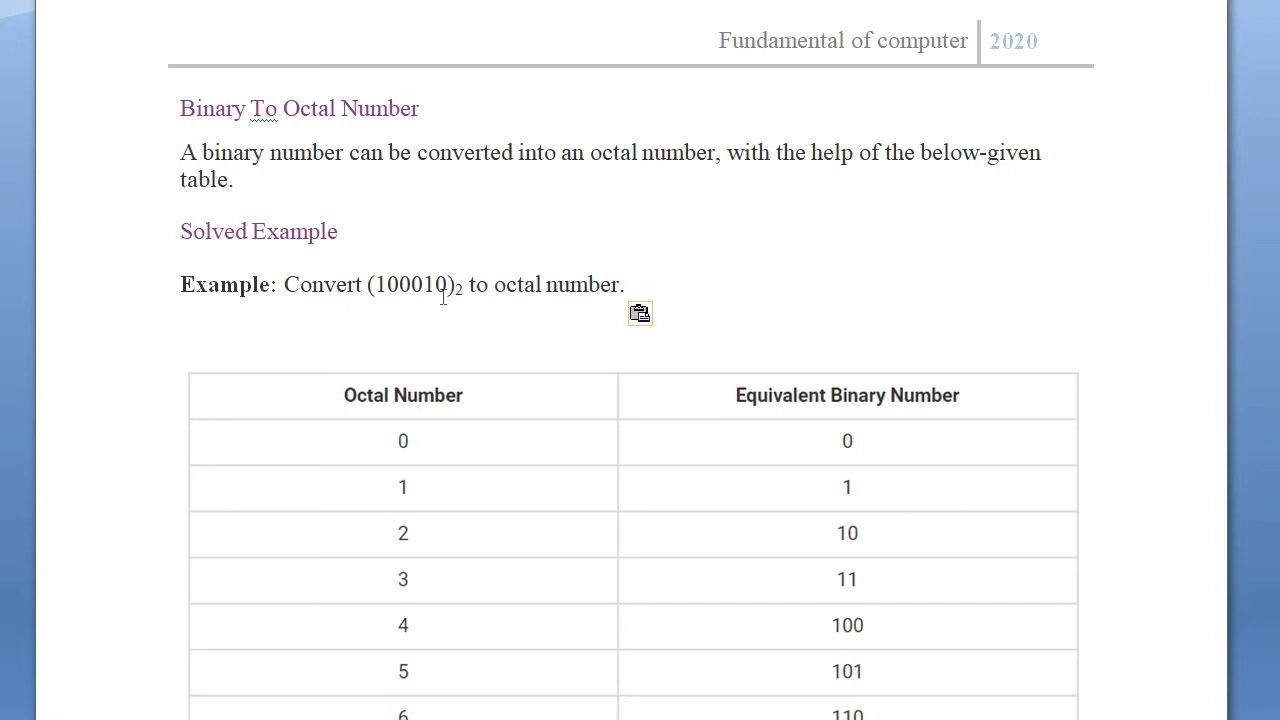 Fundamental of computer 2020
Binary To Octal Number
A binary number can be converted into an octal number, with the help of the below-given
table.
Solved Example
Example: Convert (100010)₂ to octal number.
Octal Number Equivalent Binary Number
0 0
1 1
2 10
3 11
4 100
5 101
6 110